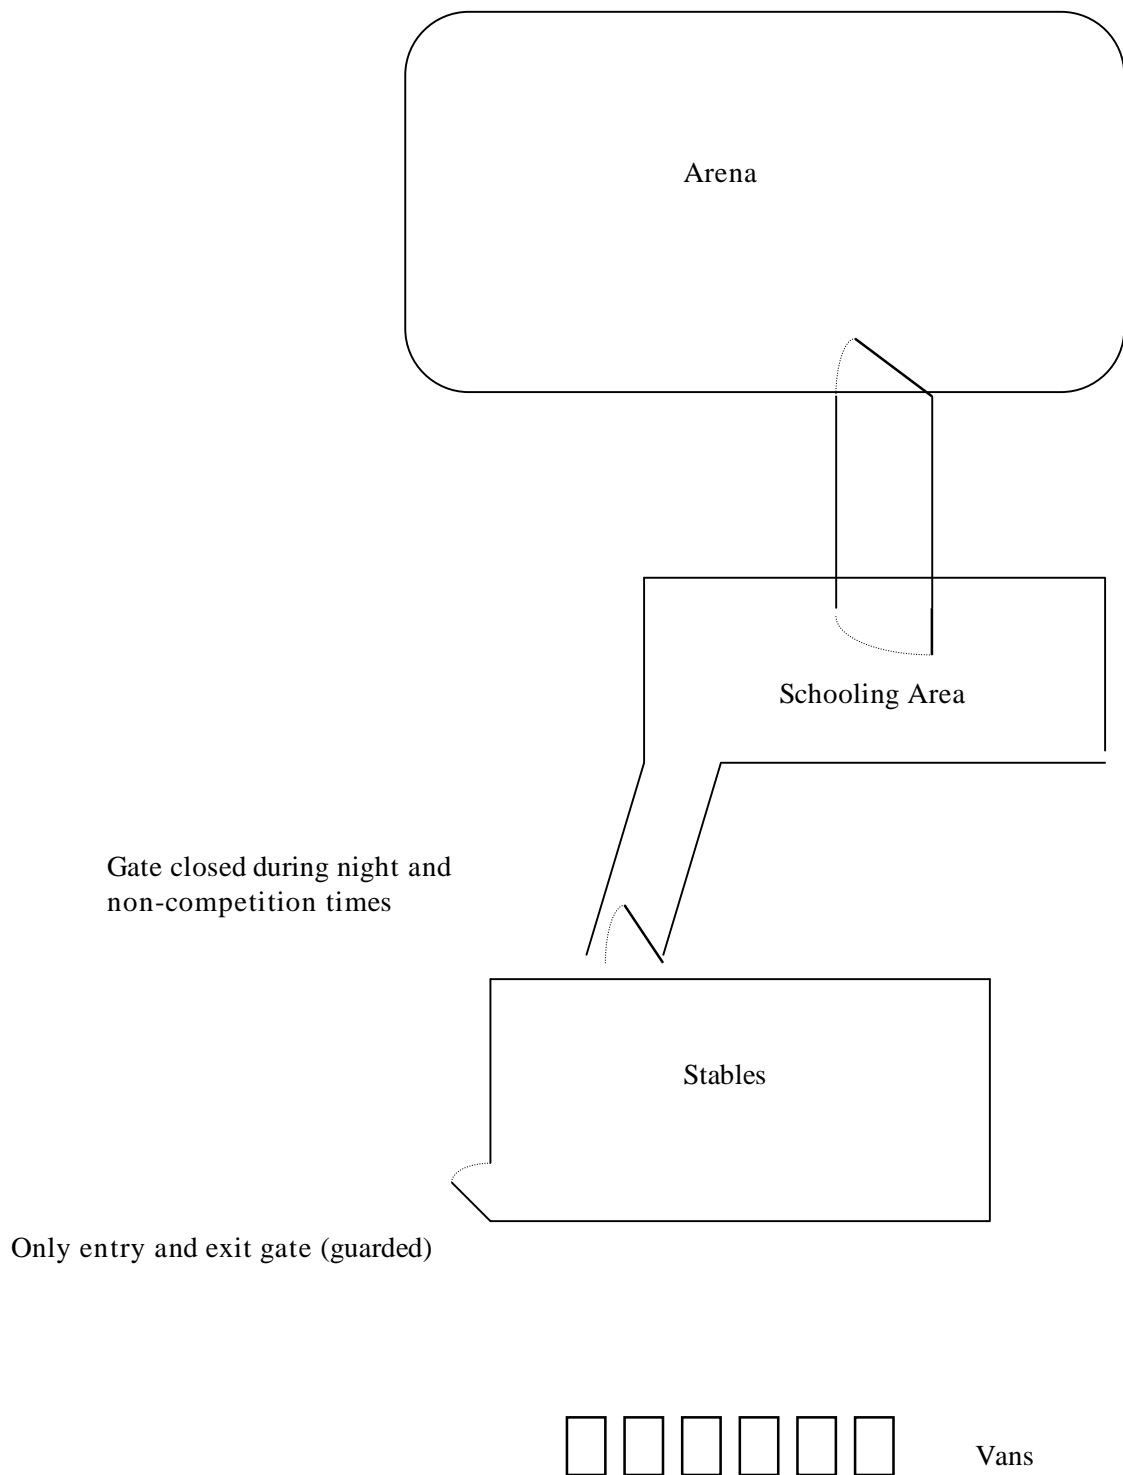 Arena
Schooling Area
Gate closed during night and
non-competition times
Stables
Only entry and exit gate (guarded)
Vans